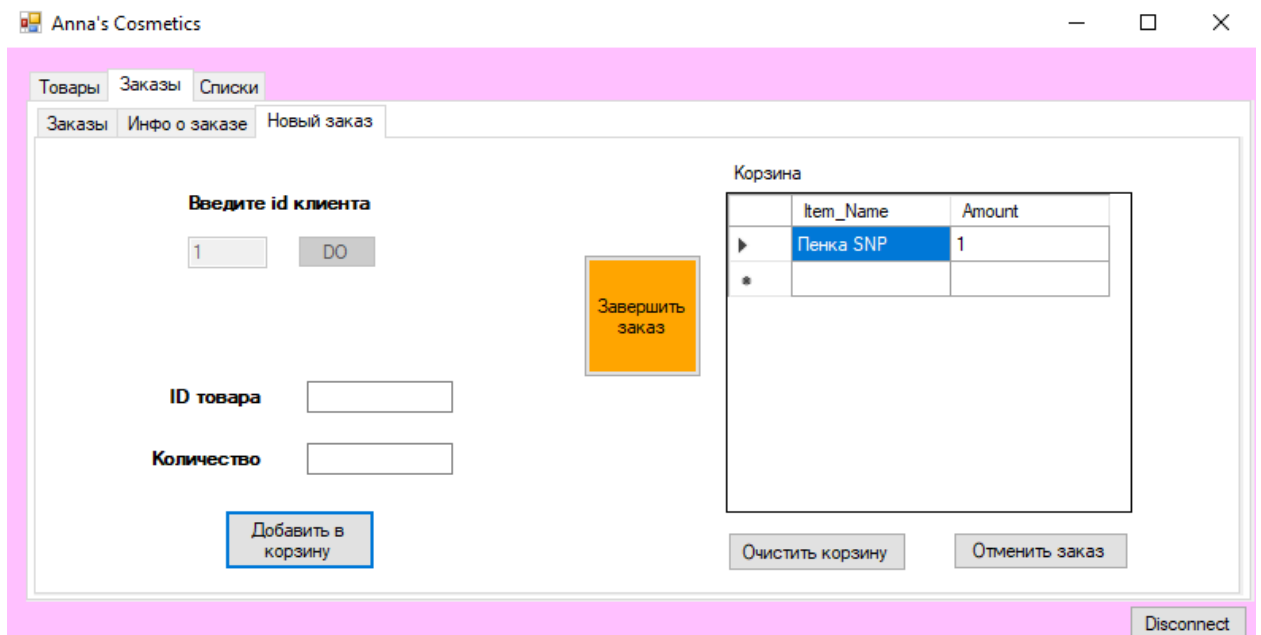 Anna's Cosmetics
Товары Заказы Списки
Заказы Инфо о заказе Новый заказ
Введите id клиента
1 DO
ID товара
Количество
Добавить в
корзину
Завершить
заказ
Корзина
Item_Name Amount
Пенка SNP 1
Очистить корзину Отменить заказ
Disconnect